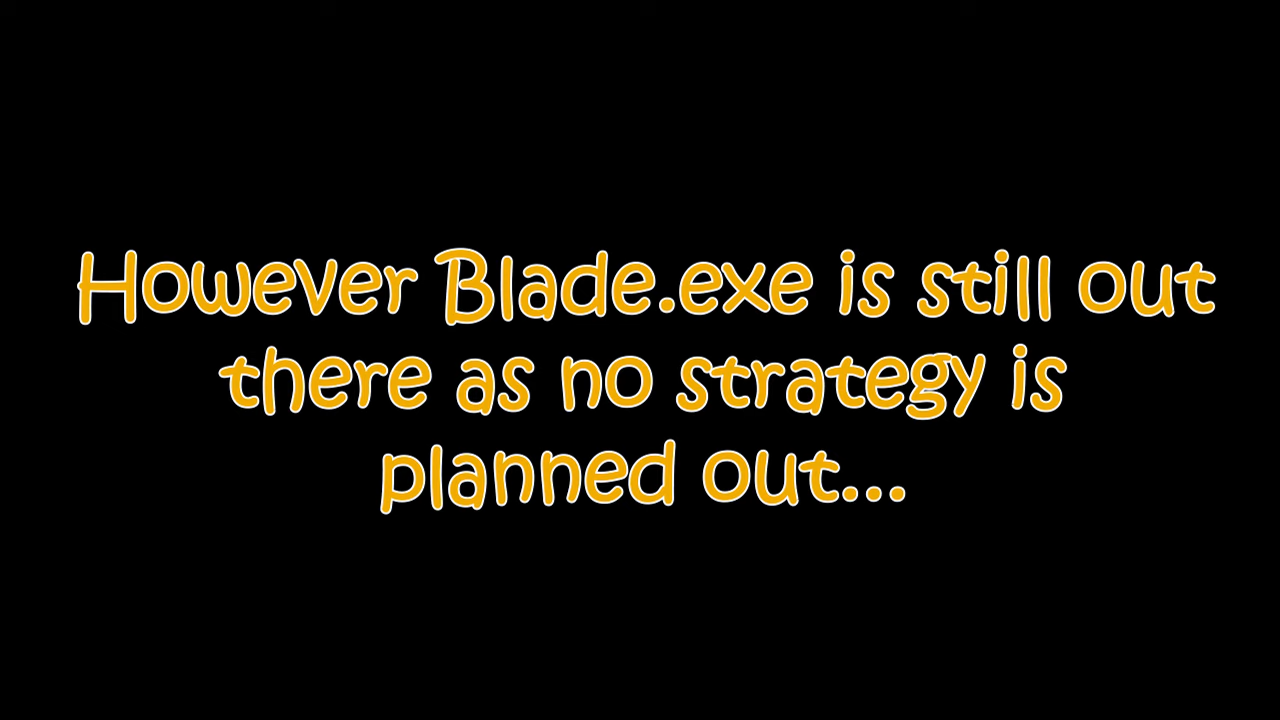 However Blade.exe is still out
there as no strategy is
planned out...